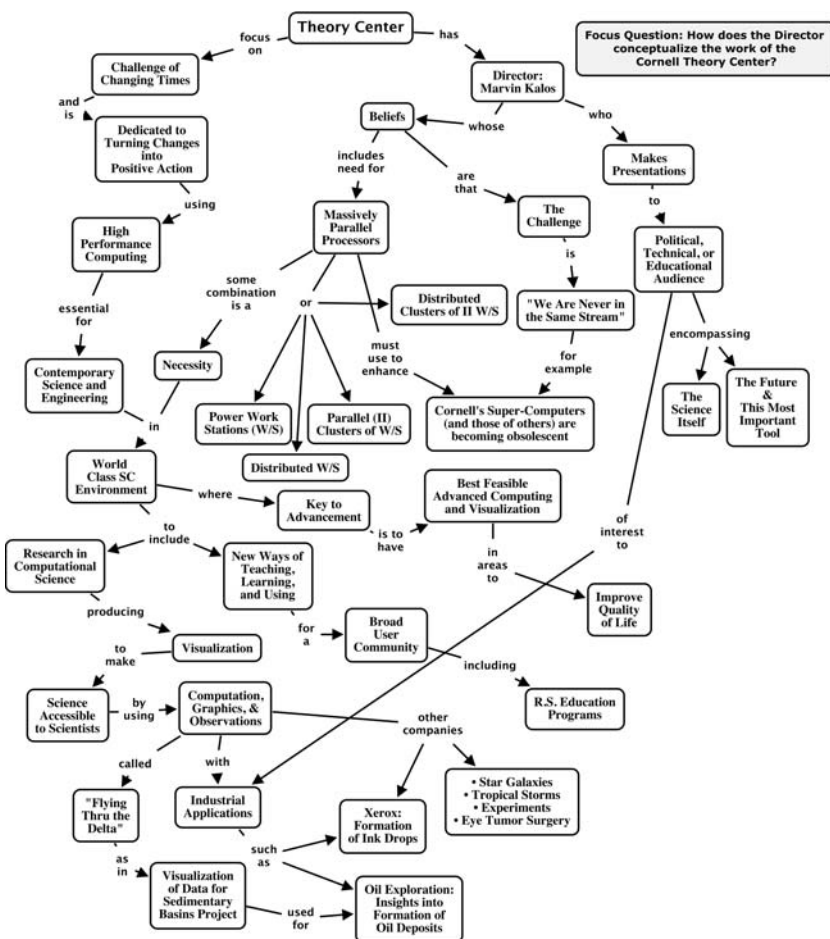 Theory Center
Focus Question: How does the Director
conceptualize the work of the
Cornell Theory Center?
focus
on
has
Challenge of
Changing Times
Director:
Marvin Kalos
and
is
Beliefs
whose
who
Dedicated to
Turning Changes
into
Positive Action
includes
need for
are
that
Makes
Presentations
using
to
High
Performance
Computing
Massively
Parallel
Processors
The
Challenge
Political,
Technical, or
Educational
Audience
some
combination
is a
or
is
essential
for
Distributed
Clusters of II W/S
"We Are Never in
the Same Stream"
must
use to
enhance
for
example
encompassing
Necessity
Contemporary
Science and
Engineering
in
Power Work
Stations (W/S)
Parallel (II)
Clusters of W/S
Cornell's Super-Computers
(and those of others) are
becoming obsolescent
The
Science
Itself
The Future
&
This Most
Important
Tool
World
Class SC
Environment
Distributed W/S
where
Key to
Advancement
is to
have
Best Feasible
Advanced Computing
and Visualization
of
interest
to
to
include
in
areas
to
Research in
Computational
Science
New Ways of
Teaching,
Learning,
and Using
Improve
Quality
of Life
producing
for
a
Broad
User
Community
to
make
Visualization
including
Science
Accessible
to Scientists
by
using
Computation,
Graphics, &
Observations
R.S. Education
Programs
other
companies
called
with
"Flying
Thru the
Delta"
Industrial
Applications
Xerox:
Formation
of Ink Drops
• Star Galaxies
• Tropical Storms
• Experiments
• Eye Tumor Surgery
as
in
such
as
Visualization
of Data for
Sedimentary
Basins Project
used
for
Oil Exploration:
Insights into
Formation of
Oil Deposits